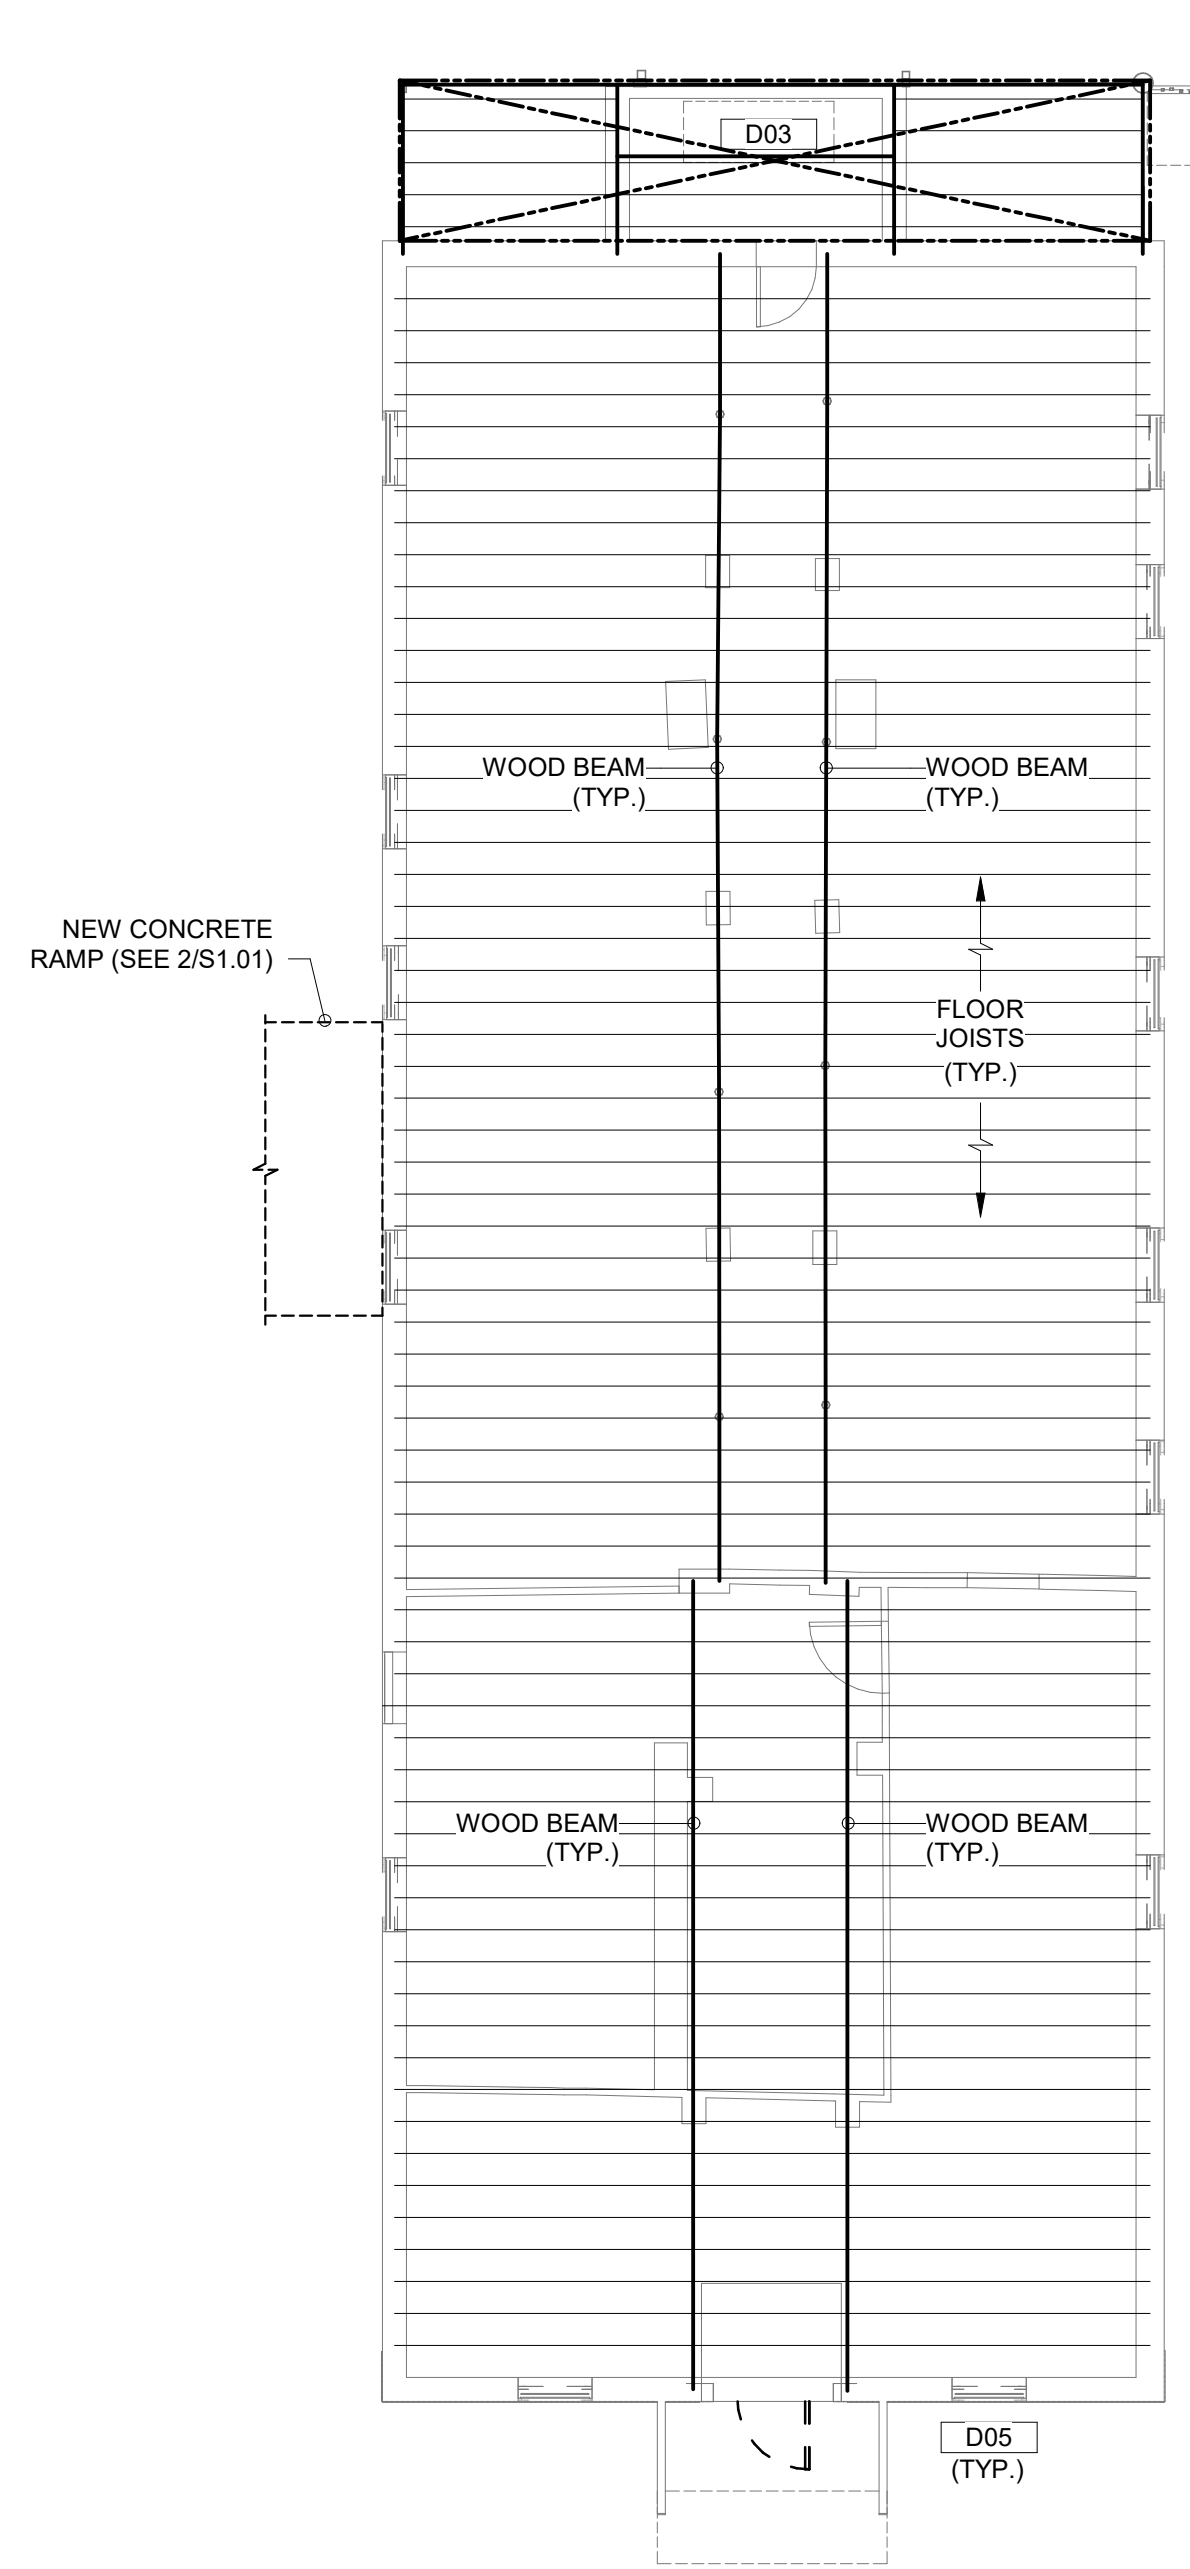 D03
WOOD BEAM
(TYP.)
WOOD BEAM
(TYP.)
NEW CONCRETE
RAMP (SEE 2/S1.01)
FLOOR
JOISTS
(TYP.)
WOOD BEAM
(TYP.)
WOOD BEAM
(TYP.)
D05
(TYP.)